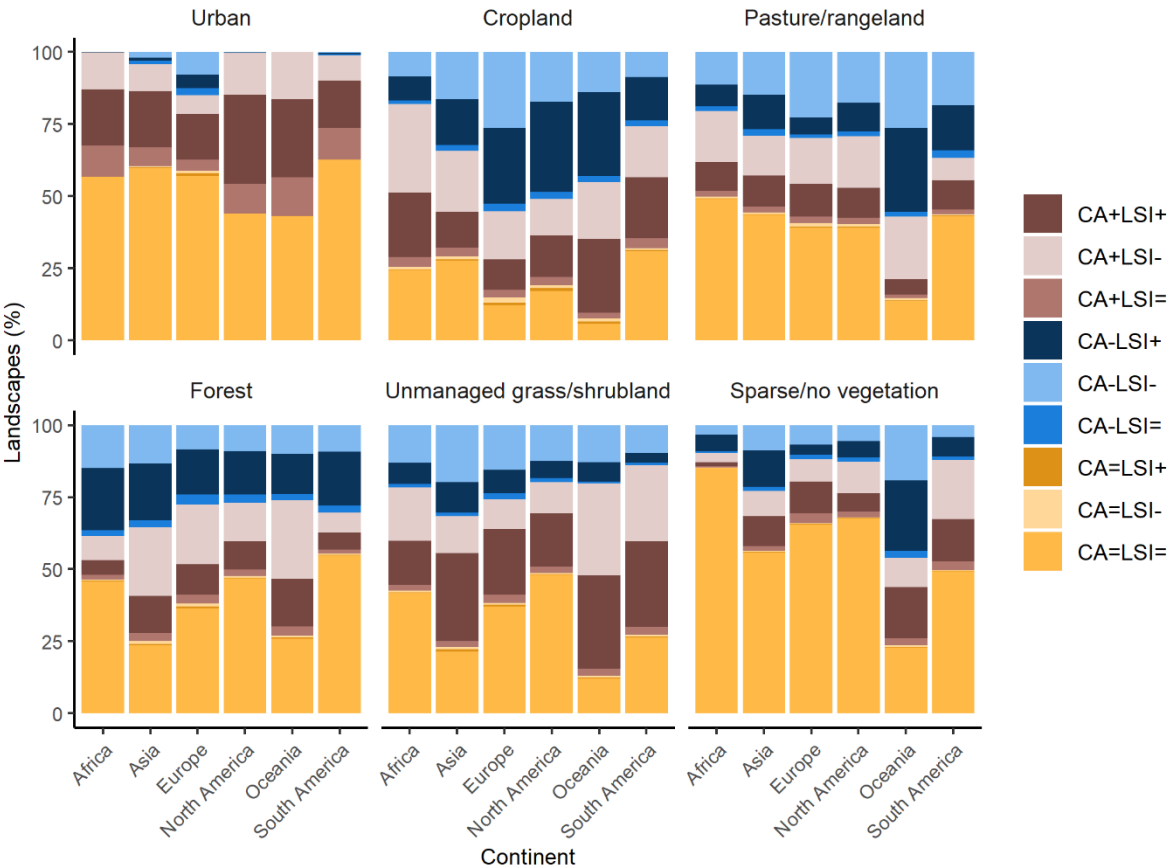 Urban
Cropland
Pasture/rangeland
100
75
50
25
0
Forest
Unmanaged grass/shrubland
Sparse/no vegetation
100
75
50
25
0
Landscapes (%)
Africa
Asia
Europe
North America
Oceania
South America
Africa
Asia
Europe
North America
Oceania
South America
Africa
Asia
Europe
North America
Oceania
South America
Continent
CA+LSI+
CA+LSI-
CA+LSI=
CA-LSI+
CA-LSI-
CA-LSI=
CA=LSI+
CA=LSI-
CA=LSI=